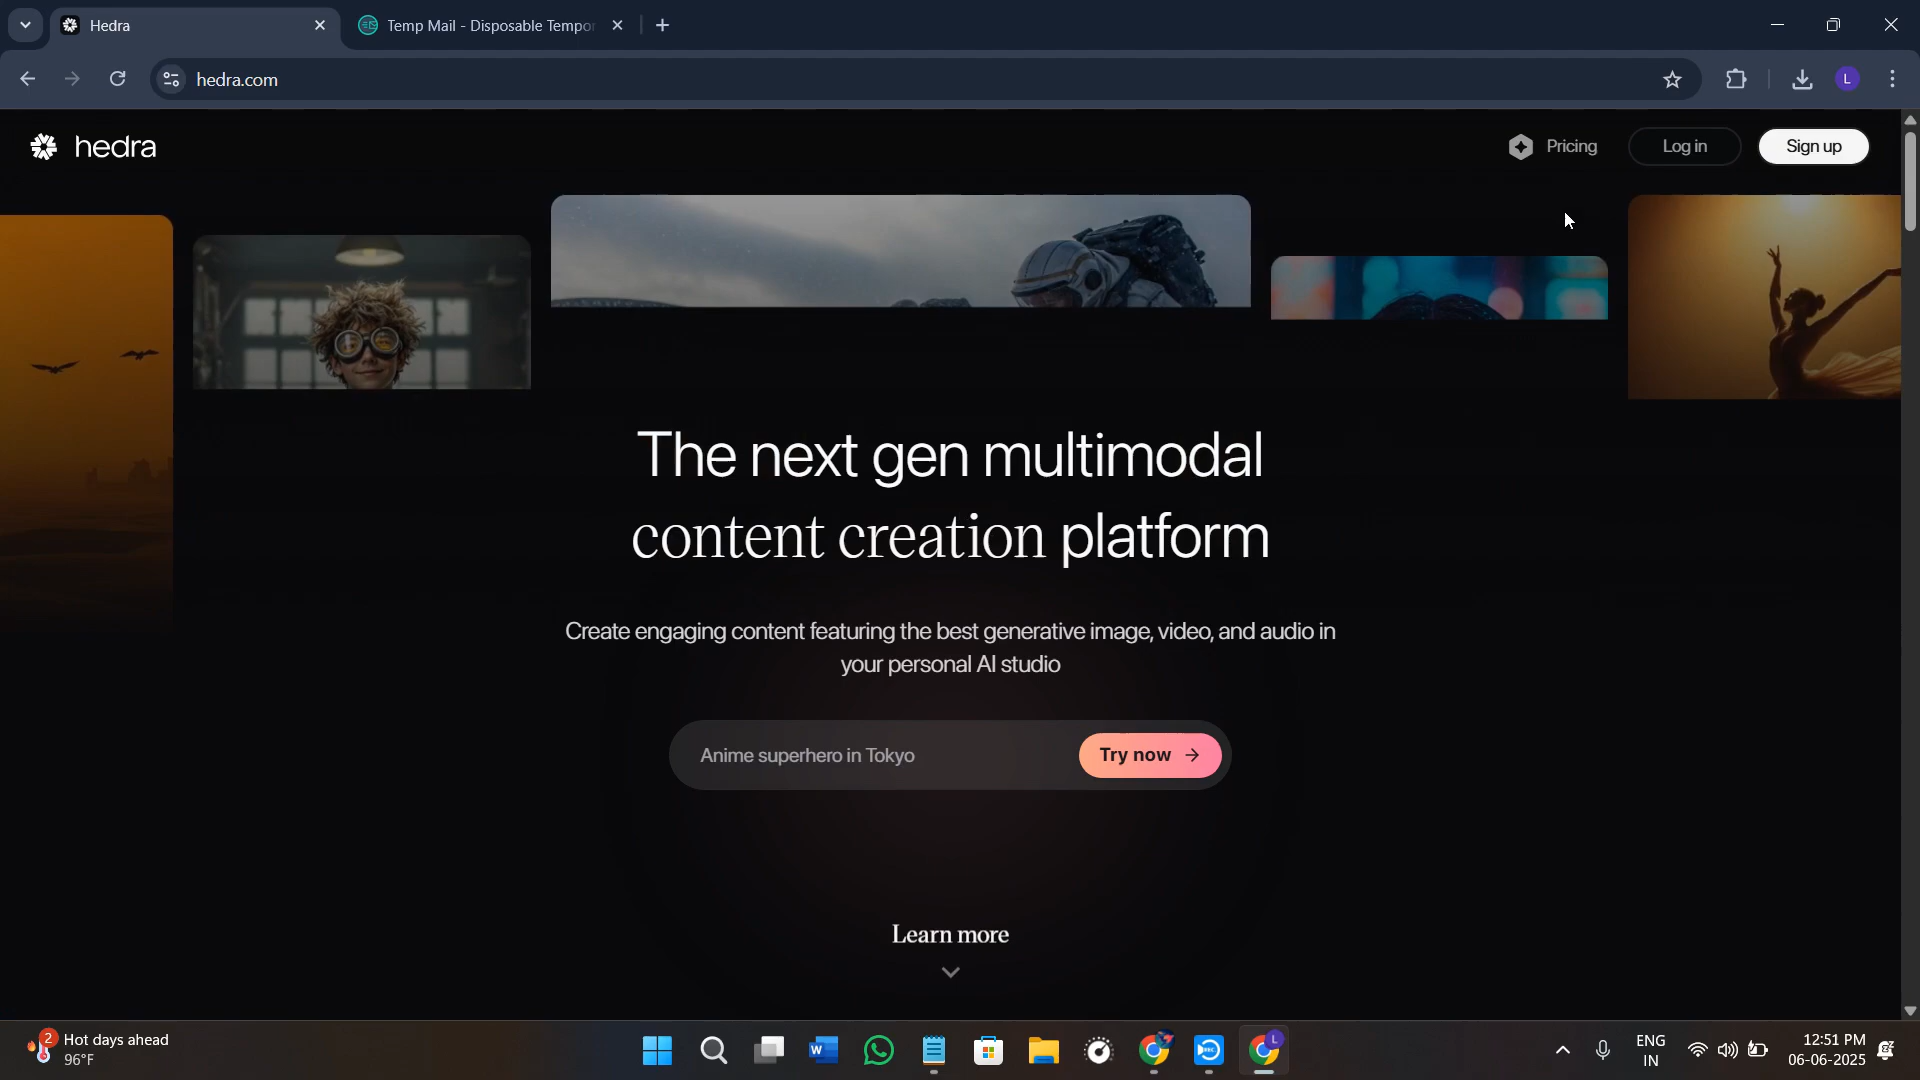 Hedra
Temp Mail - Disposable Tempor
hedra.com
L
hedra
Pricing
Log in
Sign up
The next gen multimodal
content creation platform
Create engaging content featuring the best generative image, video, and audio in
your personal AI studio
Anime superhero in Tokyo
Try now
Learn more
2
Hot days ahead
96°F
W
REC
L
ENG
IN
12:51 PM
06-06-2025